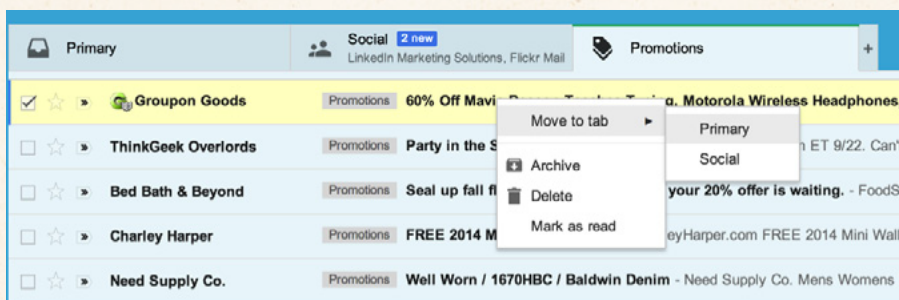 Primary
Social 2 new
LinkedIn Marketing Solutions, Flickr Mail
Promotions
+
Groupon Goods Promotions 60% Off Mavi Motorola Wireless Headphones
Move to tab
Primary
ThinkGeek Overlords Promotions Party in the S ET 9/22. Can'
Social
Archive
Bed Bath & Beyond Promotions Seal up fall fl your 20% offer is waiting. - FoodS
Delete
Mark as read
Charley Harper Promotions FREE 2014 M eyHarper.com FREE 2014 Mini Wall
Need Supply Co. Promotions Well Worn / 1670HBC / Baldwin Denim - Need Supply Co. Mens Womens